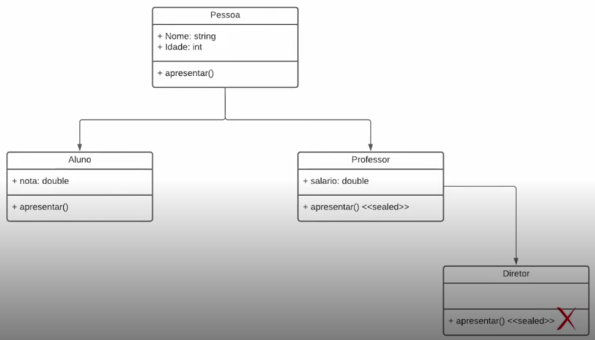 Pessoa
+ Nome: string
+ Idade: int
+ apresentar()
Aluno
+ nota: double
+ apresentar()
Professor
+ salario: double
+ apresentar() <<sealed>>
Diretor
+ apresentar() <<sealed>>